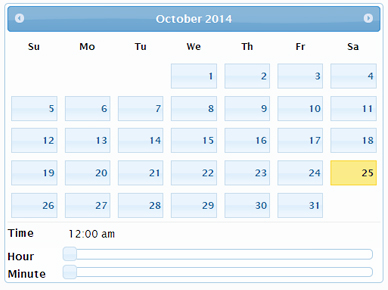 October 2014
Su Mo Tu We Th Fr Sa
1 2 3 4
5 6 7 8 9 10 11
12 13 14 15 16 17 18
19 20 21 22 23 24 25
26 27 28 29 30 31
Time 12:00 am
Hour
Minute